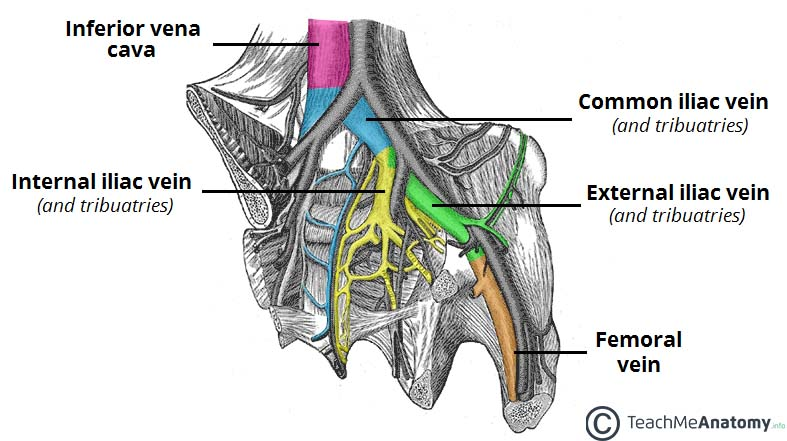 Inferior vena
cava
Common iliac vein
(and tribuatries)
Internal iliac vein
(and tribuatries)
External iliac vein
(and tribuatries)
Femoral
vein
© TeachMeAnatomy.info